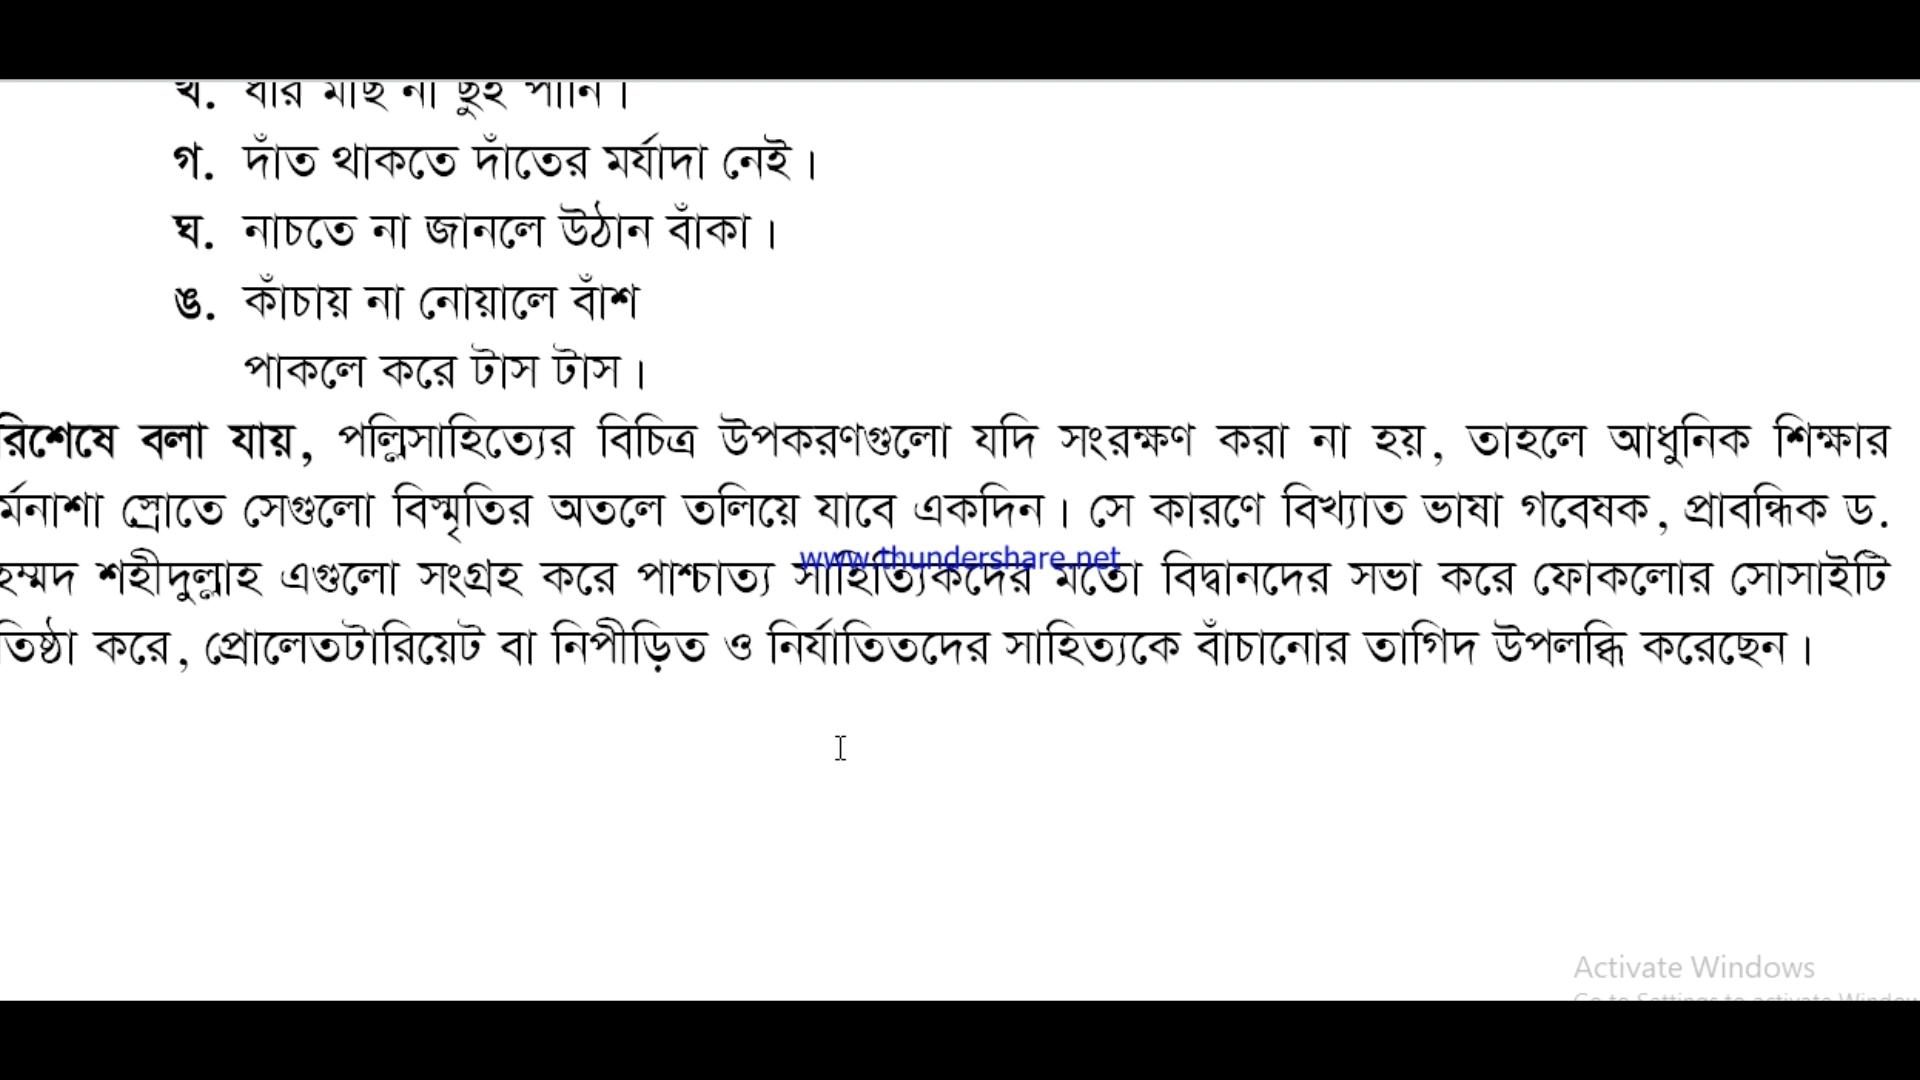 খ. ধরি মাছ না ছুঁই পানি।
গ. দাঁত থাকতে দাঁতের মর্যাদা নেই।
ঘ. নাচতে না জানলে উঠান বাঁকা।
ঙ. কাঁচায় না নোয়ালে বাঁশ
পাকলে করে টাস টাস।
রিশেষে বলা যায়, পল্লিসাহিত্যের বিচিত্র উপকরণগুলো যদি সংরক্ষণ করা না হয়, তাহলে আধুনিক শিক্ষার
র্মনাশা স্রোতে সেগুলো বিস্মৃতির অতলে তলিয়ে যাবে একদিন। সে কারণে বিখ্যাত ভাষা গবেষক, প্রাবন্ধিক ড.
www.thundershare.net
হম্মদ শহীদুল্লাহ এগুলো সংগ্রহ করে পাশ্চাত্য সাহিত্যিকদের মতো বিদ্বানদের সভা করে ফোকলোর সোসাইটি
তিষ্ঠা করে, প্রোলেতটারিয়েট বা নিপীড়িত ও নির্যাতিতদের সাহিত্যকে বাঁচানোর তাগিদ উপলব্ধি করেছেন।
Activate Windows